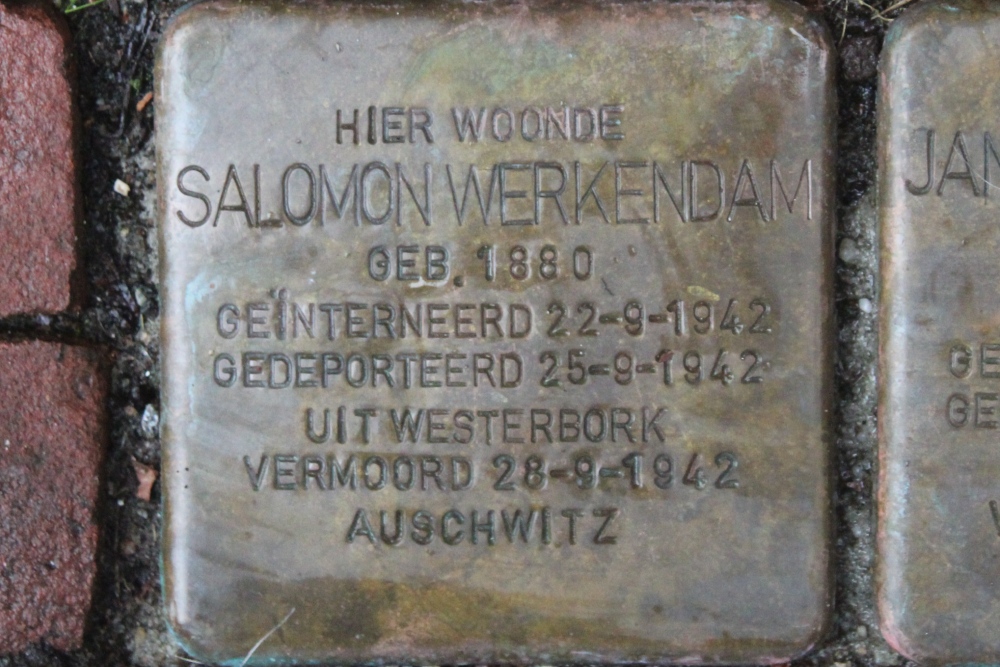 HIER WOONDE
SALOMON WERKENDAM
GEB. 1880
GEÏNTERNEERD 22-9-1942
GEDEPORTEERD 25-9-1942
UIT WESTERBORK
VERMOORD 28-9-1942
AUSCHWITZ